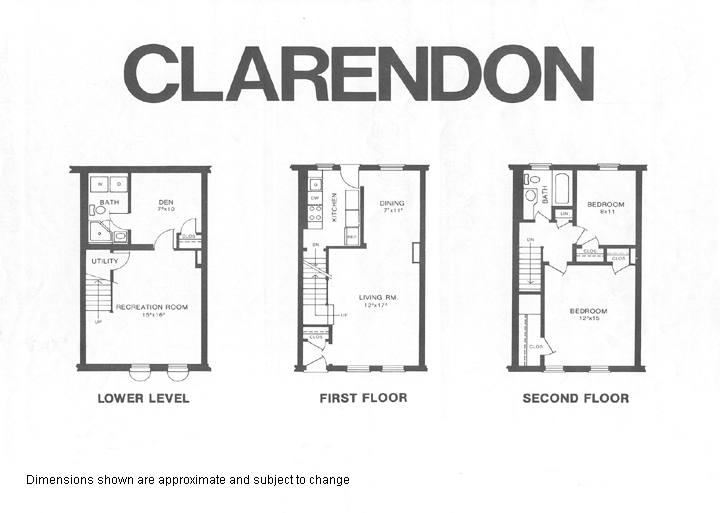 CLARENDON
W D
BATH
DEN
7'x10'
CLOS
UTILITY
RECREATION ROOM
15'x16'
UP
LOWER LEVEL
DW
KITCHEN
REF
DINING
7'x11'
DN
LIVING RM.
12'x17'
UP
CLOS
FIRST FLOOR
BATH
LIN
BEDROOM
8x11
DN
CLOS
CLOS
BEDROOM
12'x15
CLOS
SECOND FLOOR
Dimensions shown are approximate and subject to change